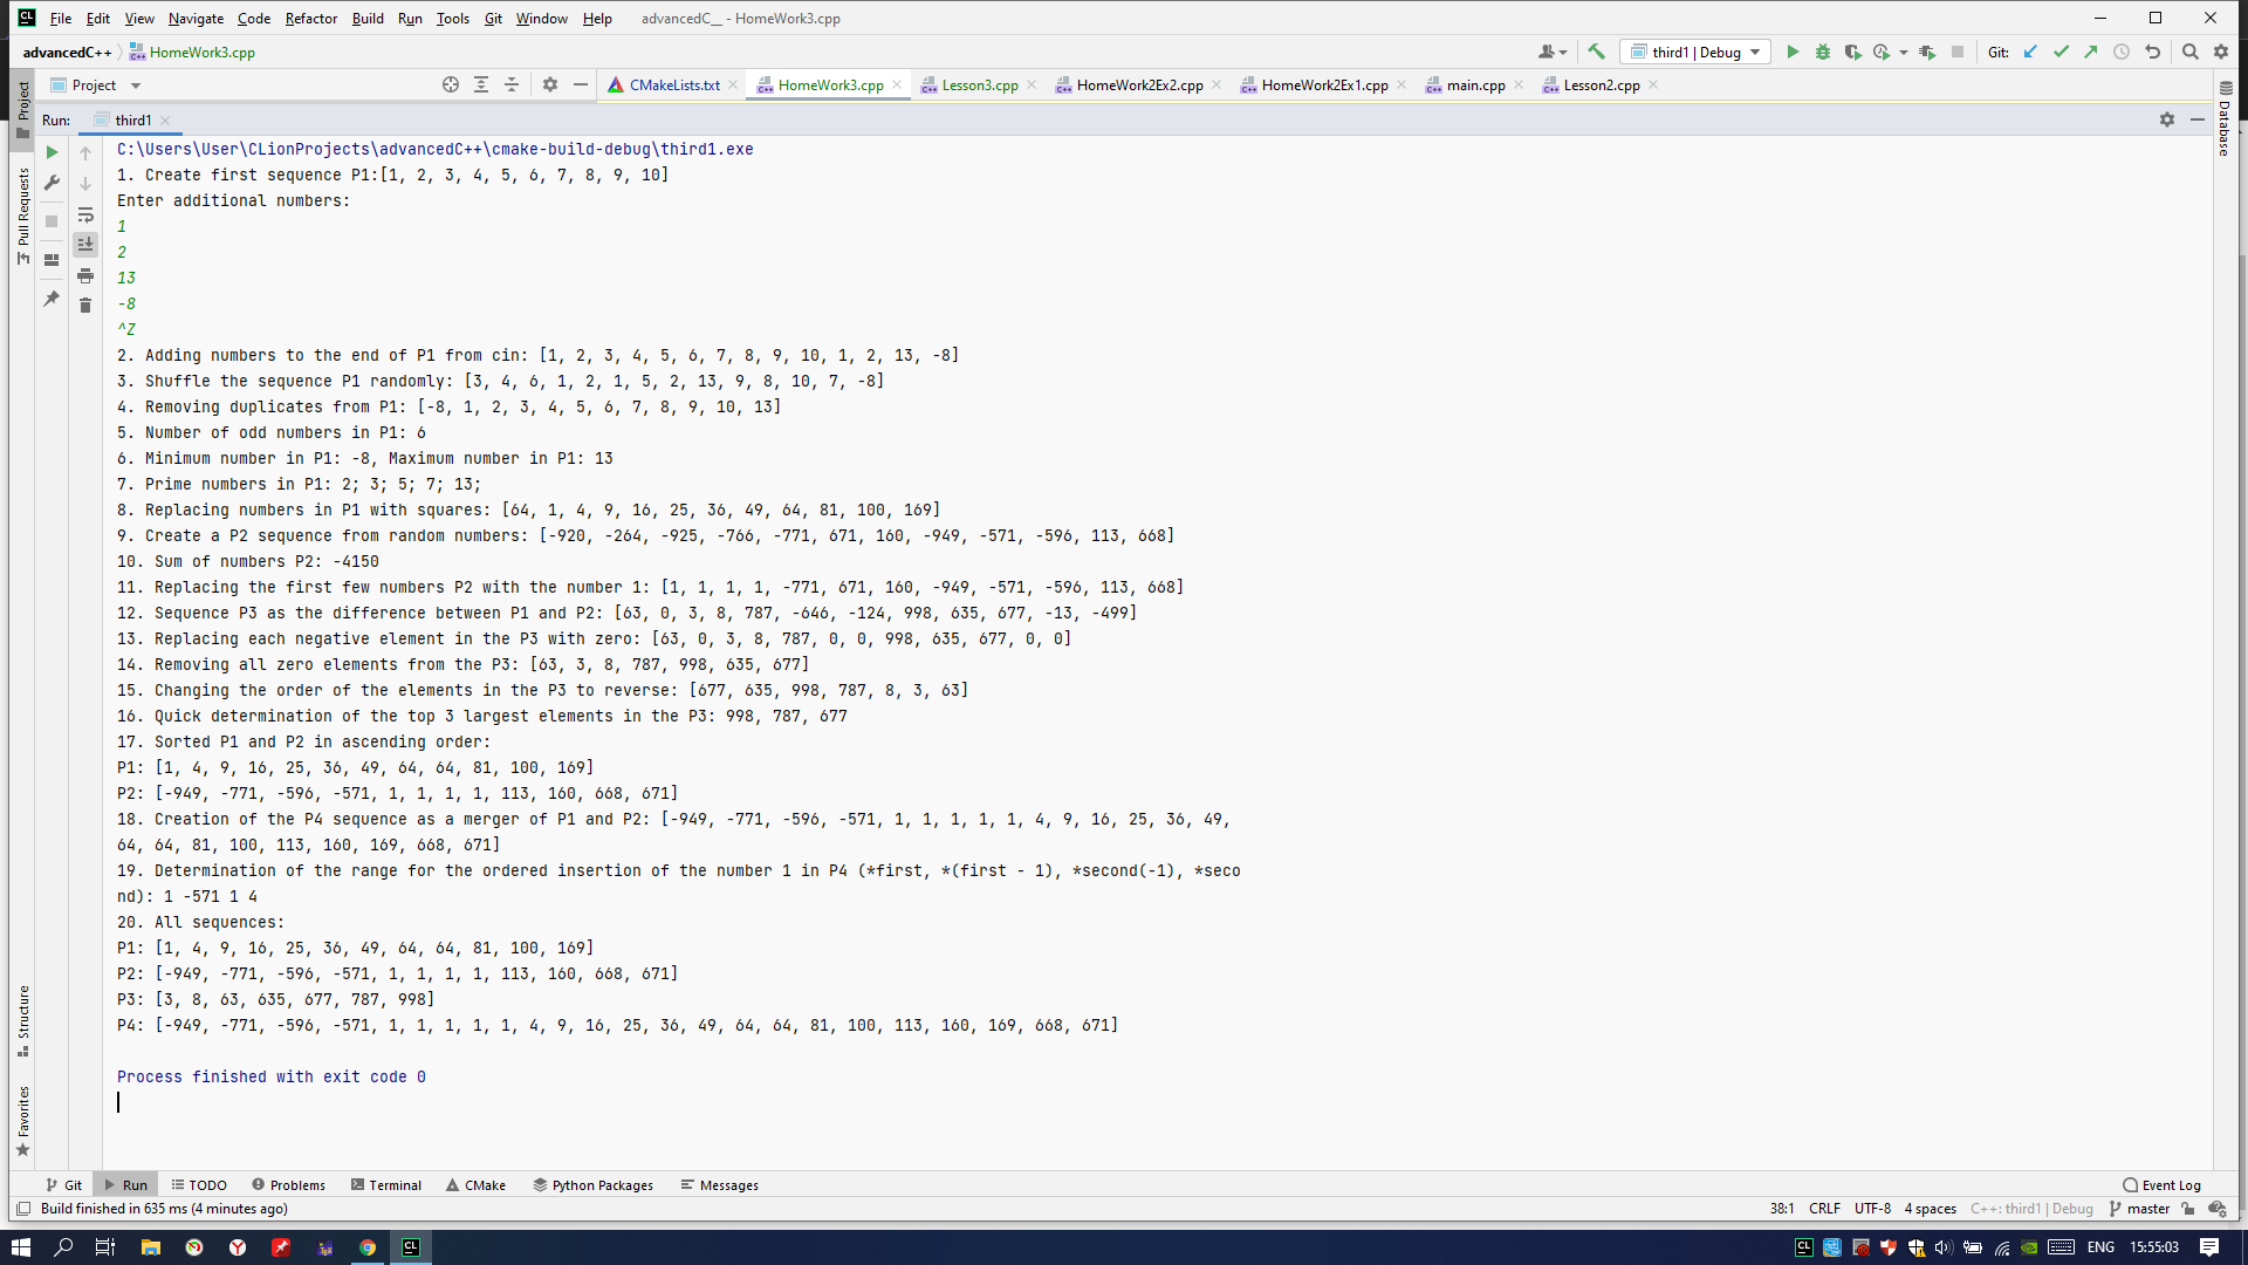 File Edit View Navigate Code Refactor Build Run Tools Git Window Help advancedC__ - HomeWork3.cpp
advancedC++ HomeWork3.cpp third1 | Debug Git:
Project CMakeLists.txt HomeWork3.cpp Lesson3.cpp HomeWork2Ex2.cpp HomeWork2Ex1.cpp main.cpp Lesson2.cpp
Project
Pull Requests
Structure
Favorites
Database
Run: third1
C:\Users\User\CLionProjects\advancedC++\cmake-build-debug\third1.exe
1. Create first sequence P1:[1, 2, 3, 4, 5, 6, 7, 8, 9, 10]
Enter additional numbers:
1
2
13
-8
^Z
2. Adding numbers to the end of P1 from cin: [1, 2, 3, 4, 5, 6, 7, 8, 9, 10, 1, 2, 13, -8]
3. Shuffle the sequence P1 randomly: [3, 4, 6, 1, 2, 1, 5, 2, 13, 9, 8, 10, 7, -8]
4. Removing duplicates from P1: [-8, 1, 2, 3, 4, 5, 6, 7, 8, 9, 10, 13]
5. Number of odd numbers in P1: 6
6. Minimum number in P1: -8, Maximum number in P1: 13
7. Prime numbers in P1: 2; 3; 5; 7; 13;
8. Replacing numbers in P1 with squares: [64, 1, 4, 9, 16, 25, 36, 49, 64, 81, 100, 169]
9. Create a P2 sequence from random numbers: [-920, -264, -925, -766, -771, 671, 160, -949, -571, -596, 113, 668]
10. Sum of numbers P2: -4150
11. Replacing the first few numbers P2 with the number 1: [1, 1, 1, 1, -771, 671, 160, -949, -571, -596, 113, 668]
12. Sequence P3 as the difference between P1 and P2: [63, 0, 3, 8, 787, -646, -124, 998, 635, 677, -13, -499]
13. Replacing each negative element in the P3 with zero: [63, 0, 3, 8, 787, 0, 0, 998, 635, 677, 0, 0]
14. Removing all zero elements from the P3: [63, 3, 8, 787, 998, 635, 677]
15. Changing the order of the elements in the P3 to reverse: [677, 635, 998, 787, 8, 3, 63]
16. Quick determination of the top 3 largest elements in the P3: 998, 787, 677
17. Sorted P1 and P2 in ascending order:
P1: [1, 4, 9, 16, 25, 36, 49, 64, 64, 81, 100, 169]
P2: [-949, -771, -596, -571, 1, 1, 1, 1, 113, 160, 668, 671]
18. Creation of the P4 sequence as a merger of P1 and P2: [-949, -771, -596, -571, 1, 1, 1, 1, 1, 4, 9, 16, 25, 36, 49,
64, 64, 81, 100, 113, 160, 169, 668, 671]
19. Determination of the range for the ordered insertion of the number 1 in P4 (*first, *(first - 1), *second(-1), *seco
nd): 1 -571 1 4
20. All sequences:
P1: [1, 4, 9, 16, 25, 36, 49, 64, 64, 81, 100, 169]
P2: [-949, -771, -596, -571, 1, 1, 1, 1, 113, 160, 668, 671]
P3: [3, 8, 63, 635, 677, 787, 998]
P4: [-949, -771, -596, -571, 1, 1, 1, 1, 1, 4, 9, 16, 25, 36, 49, 64, 64, 81, 100, 113, 160, 169, 668, 671]
Process finished with exit code 0
Git Run TODO Problems Terminal CMake Python Packages Messages Event Log
Build finished in 635 ms (4 minutes ago) 38:1 CRLF UTF-8 4 spaces C++: third1 | Debug master
ENG 15:55:03